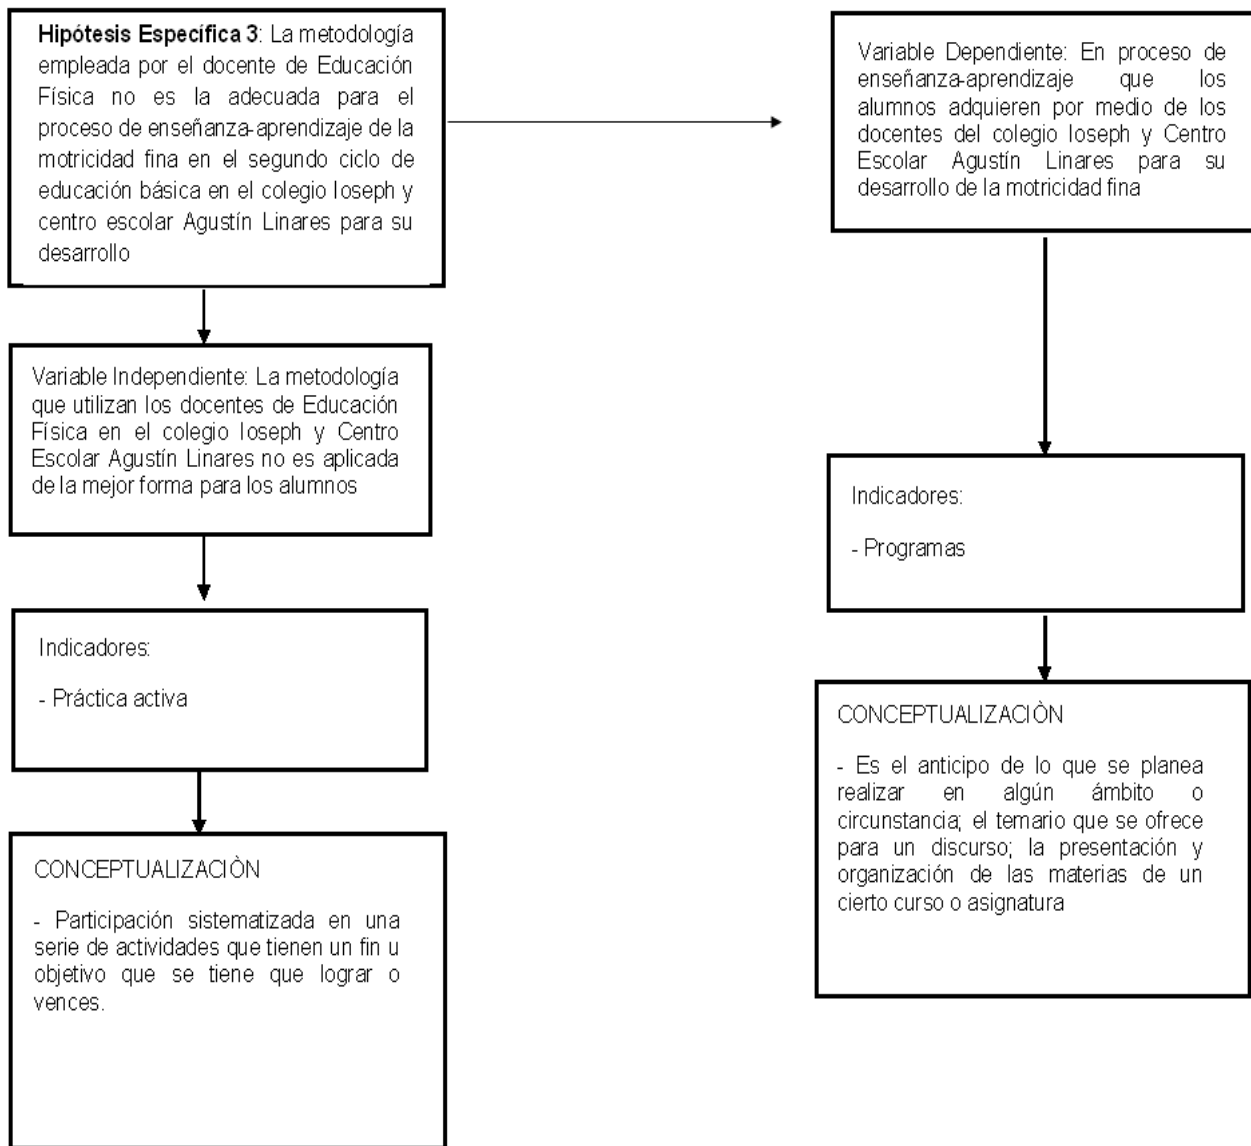 Hipótesis Específica 3: La metodología
empleada por el docente de Educación
Física no es la adecuada para el
proceso de enseñanza-aprendizaje de la
motricidad fina en el segundo ciclo de
educación básica en el colegio Ioseph y
centro escolar Agustín Linares para su
desarrollo
Variable Independiente: La metodología
que utilizan los docentes de Educación
Física en el colegio Ioseph y Centro
Escolar Agustín Linares no es aplicada
de la mejor forma para los alumnos
Indicadores:
- Práctica activa
CONCEPTUALIZACIÒN
- Participación sistematizada en una
serie de actividades que tienen un fin u
objetivo que se tiene que lograr o
vences.
Variable Dependiente: En proceso de
enseñanza-aprendizaje que los
alumnos adquieren por medio de los
docentes del colegio Ioseph y Centro
Escolar Agustín Linares para su
desarrollo de la motricidad fina
Indicadores:
- Programas
CONCEPTUALIZACIÒN
- Es el anticipo de lo que se planea
realizar en algún ámbito o
circunstancia; el temario que se ofrece
para un discurso; la presentación y
organización de las materias de un
cierto curso o asignatura